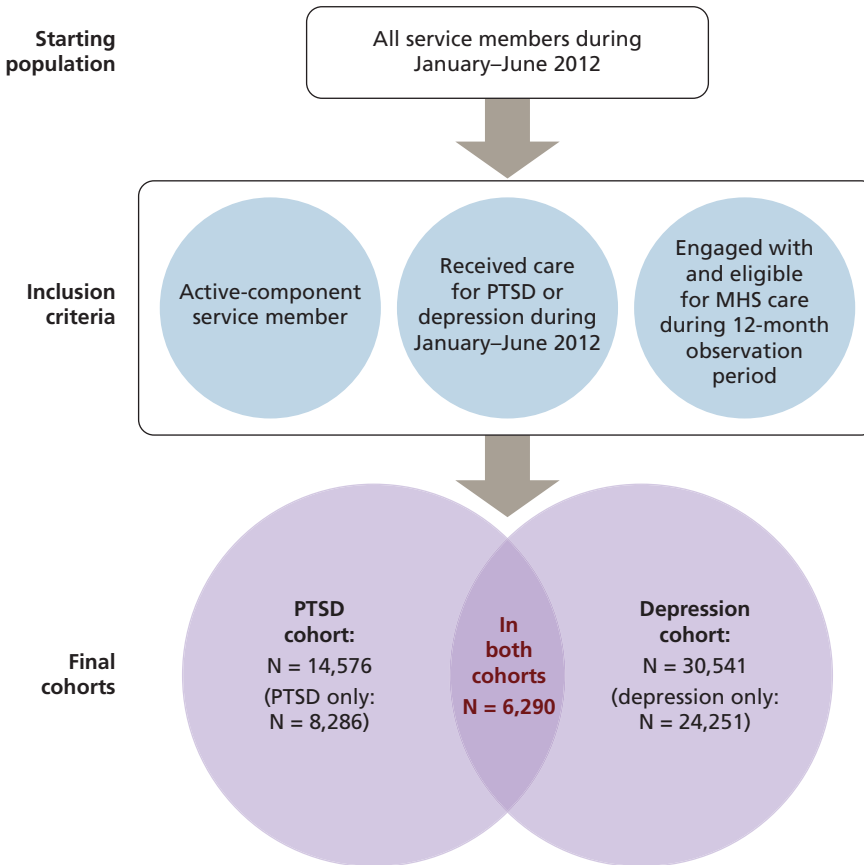 Starting
population
All service members during
January–June 2012
Inclusion
criteria
Active-component
service member
Received care
for PTSD or
depression during
January–June 2012
Engaged with
and eligible
for MHS care
during 12-month
observation
period
Final
cohorts
PTSD
cohort:
N = 14,576
(PTSD only:
N = 8,286)
In
both
cohorts
N = 6,290
Depression
cohort:
N = 30,541
(depression only:
N = 24,251)